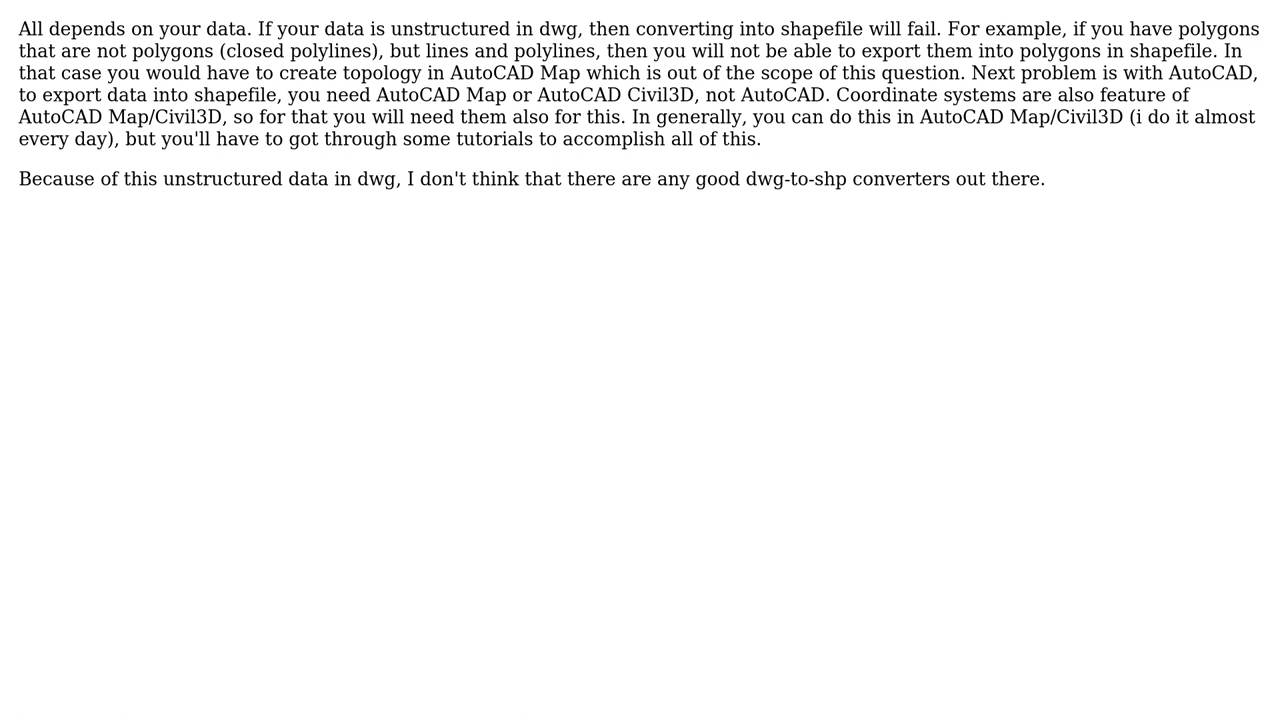 All depends on your data. If your data is unstructured in dwg, then converting into shapefile will fail. For example, if you have polygons
that are not polygons (closed polylines), but lines and polylines, then you will not be able to export them into polygons in shapefile. In
that case you would have to create topology in AutoCAD Map which is out of the scope of this question. Next problem is with AutoCAD,
to export data into shapefile, you need AutoCAD Map or AutoCAD Civil3D, not AutoCAD. Coordinate systems are also feature of
AutoCAD Map/Civil3D, so for that you will need them also for this. In generally, you can do this in AutoCAD Map/Civil3D (i do it almost
every day), but you'll have to got through some tutorials to accomplish all of this.
Because of this unstructured data in dwg, I don't think that there are any good dwg-to-shp converters out there.